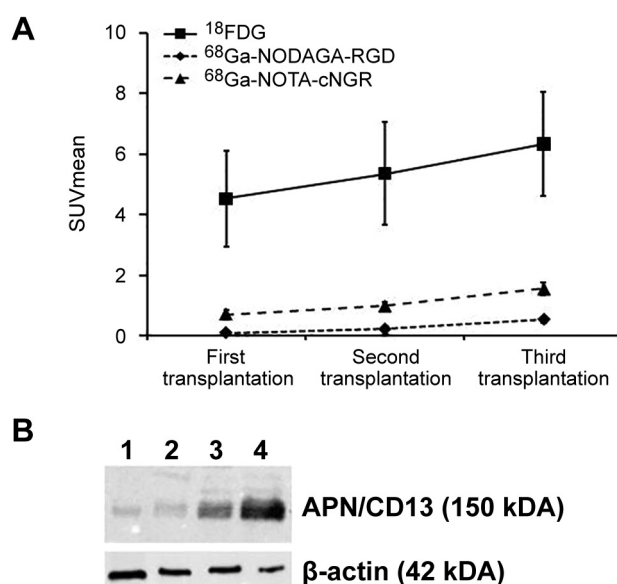 A
10
8
6
4
2
0
SUVmean
¹⁸FDG
⁶⁸Ga-NODAGA-RGD
⁶⁸Ga-NOTA-cNGR
First
transplantation
Second
transplantation
Third
transplantation
B
1 2 3 4
APN/CD13 (150 kDA)
β-actin (42 kDA)